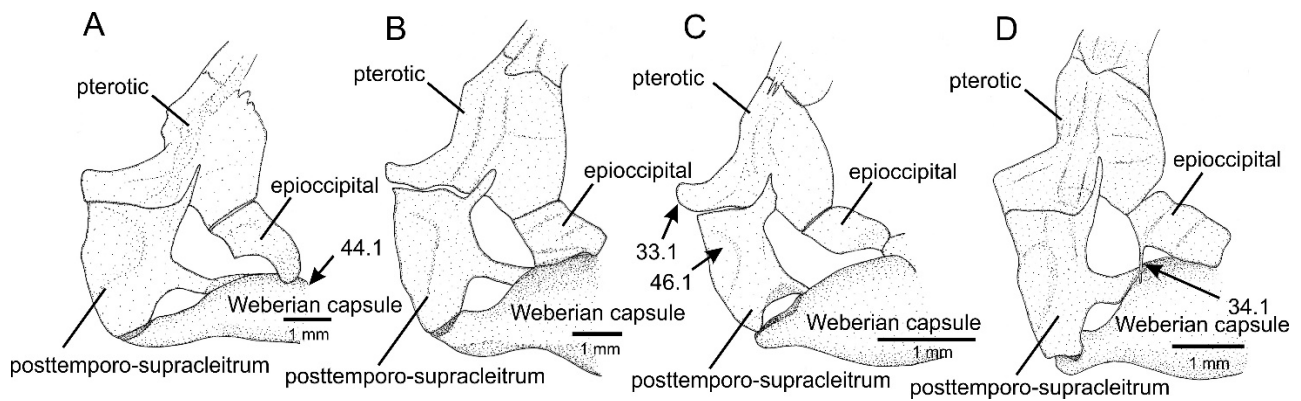 A
pterotic
epioccipital
44.1
Weberian capsule
1 mm
posttemporo-supracleitrum
B
pterotic
epioccipital
Weberian capsule
1 mm
posttemporo-supracleitrum
C
pterotic
epioccipital
33.1
46.1
Weberian capsule
1 mm
posttemporo-supracleitrum
D
pterotic
epioccipital
34.1
Weberian capsule
1 mm
posttemporo-supracleitrum